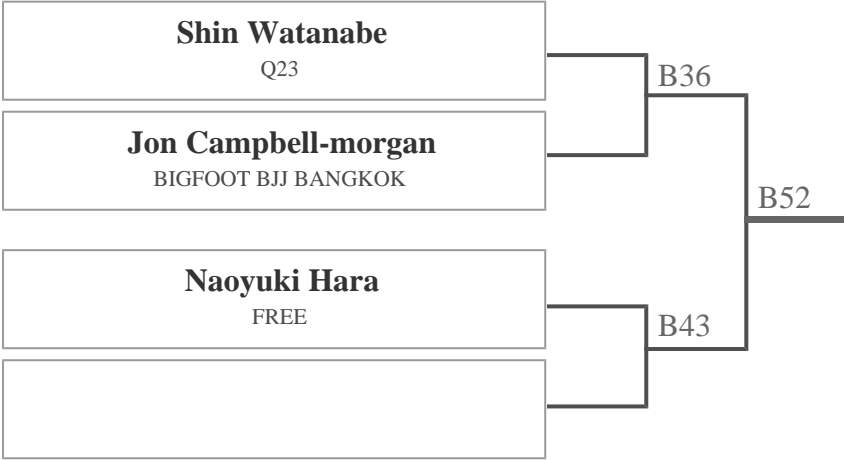 Shin Watanabe
Q23
B36
Jon Campbell-morgan
BIGFOOT BJJ BANGKOK
B52
Naoyuki Hara
FREE
B43